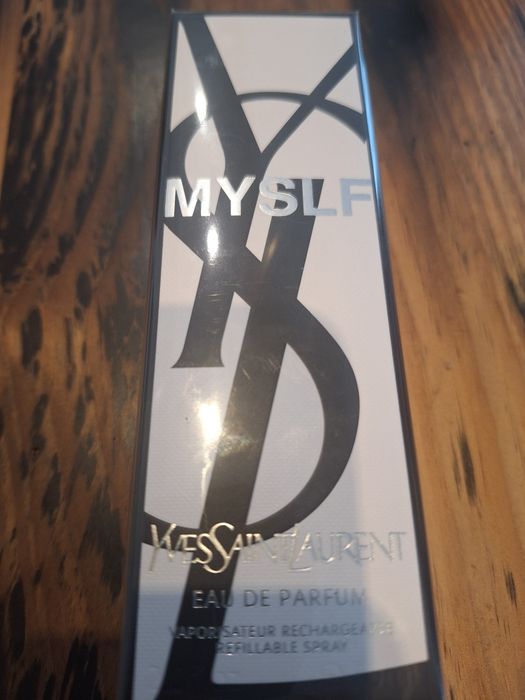 MYSLF
YVESSAINTLAURENT
EAU DE PARFUM
VAPORISATEUR RECHARGEABLE
REFILLABLE SPRAY